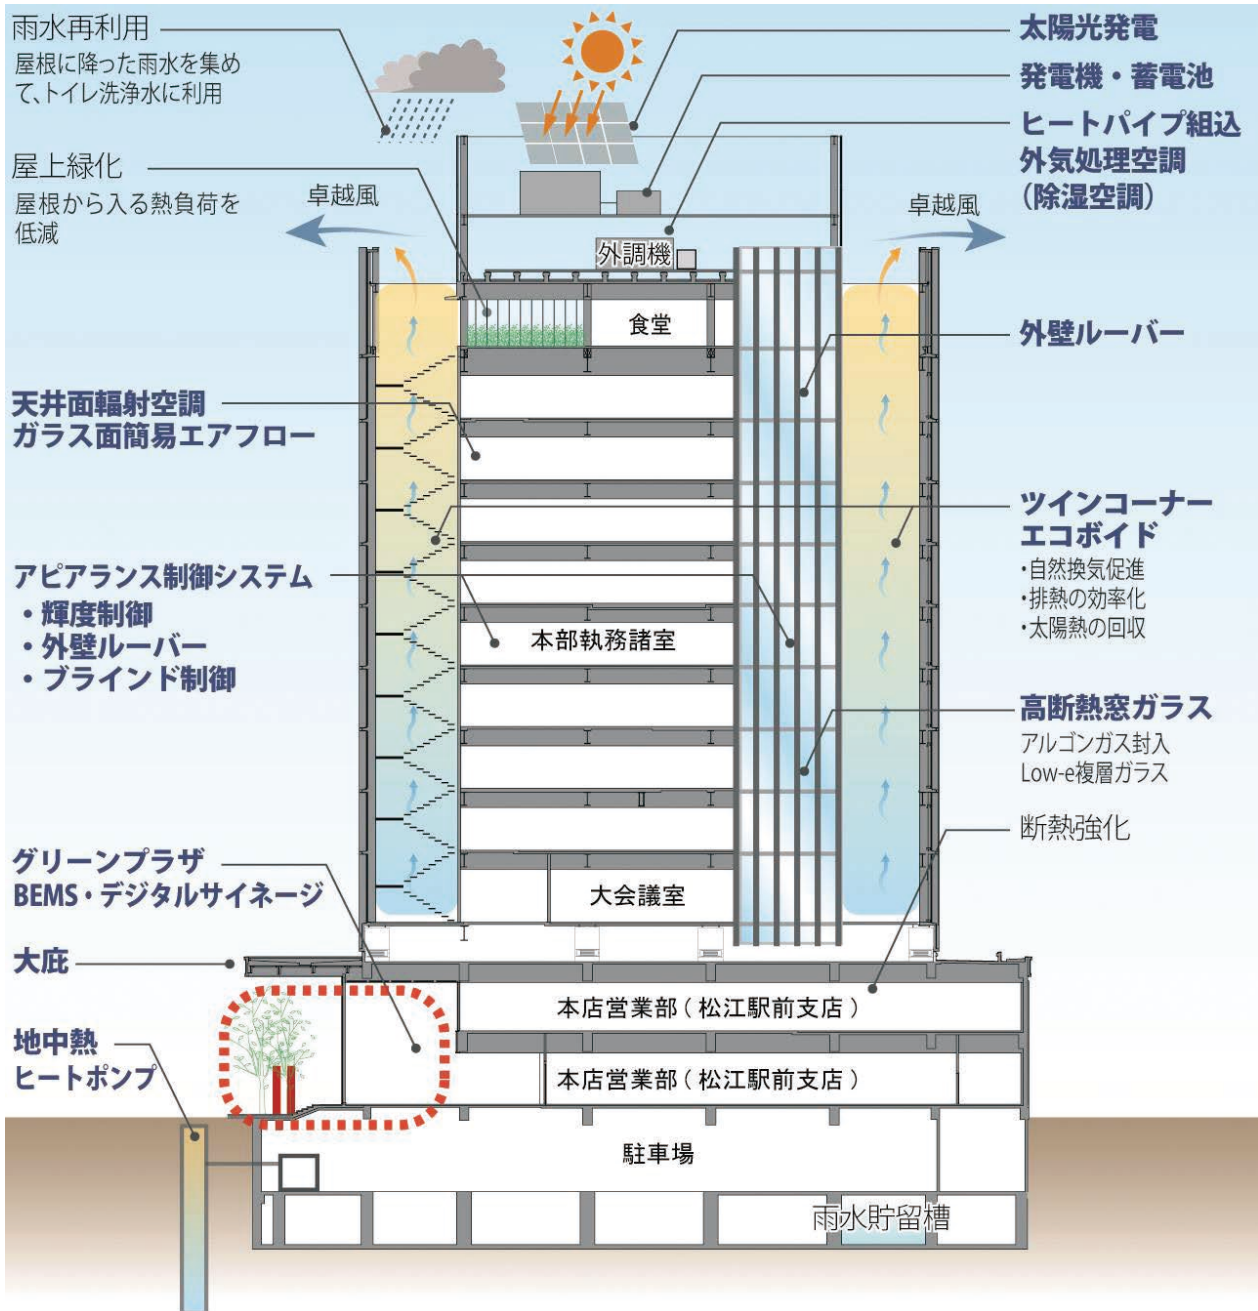 雨水再利用
屋根に降った雨水を集め
て、トイレ洗浄水に利用
屋上緑化
屋根から入る熱負荷を
低減
卓越風
太陽光発電
発電機・蓄電池
ヒートパイプ組込
外気処理空調
(除湿空調)
卓越風
外調機
食堂
外壁ルーバー
天井面輻射空調
ガラス面簡易エアフロー
ツインコーナー
エコボイド
・自然換気促進
・排熱の効率化
・太陽熱の回収
アピアランス制御システム
・輝度制御
・外壁ルーバー
・ブラインド制御
本部執務諸室
高断熱窓ガラス
アルゴンガス封入
Low-e複層ガラス
断熱強化
グリーンプラザ
BEMS・デジタルサイネージ
大会議室
大庇
本店営業部(松江駅前支店)
地中熱
ヒートポンプ
本店営業部(松江駅前支店)
駐車場
雨水貯留槽